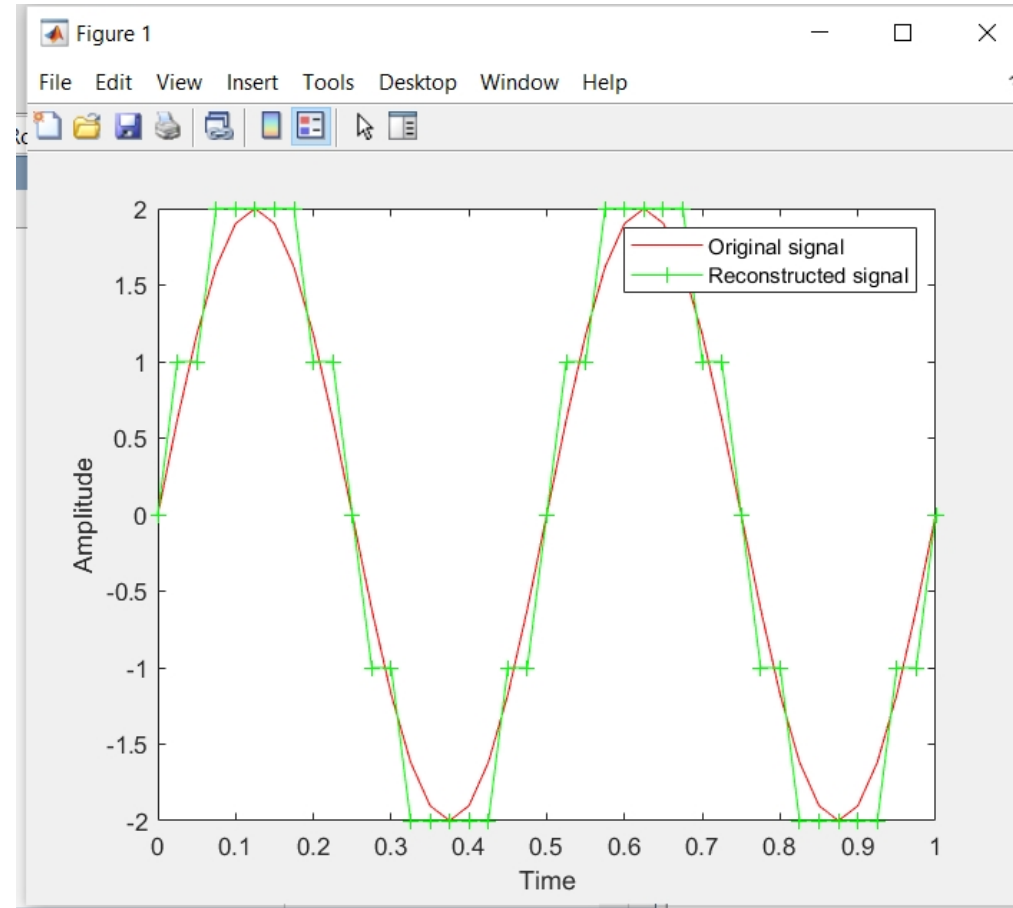 Figure 1
File Edit View Insert Tools Desktop Window Help
2
1.5
1
0.5
0
-0.5
-1
-1.5
-2
Amplitude
Original signal
Reconstructed signal
0 0.1 0.2 0.3 0.4 0.5 0.6 0.7 0.8 0.9 1
Time